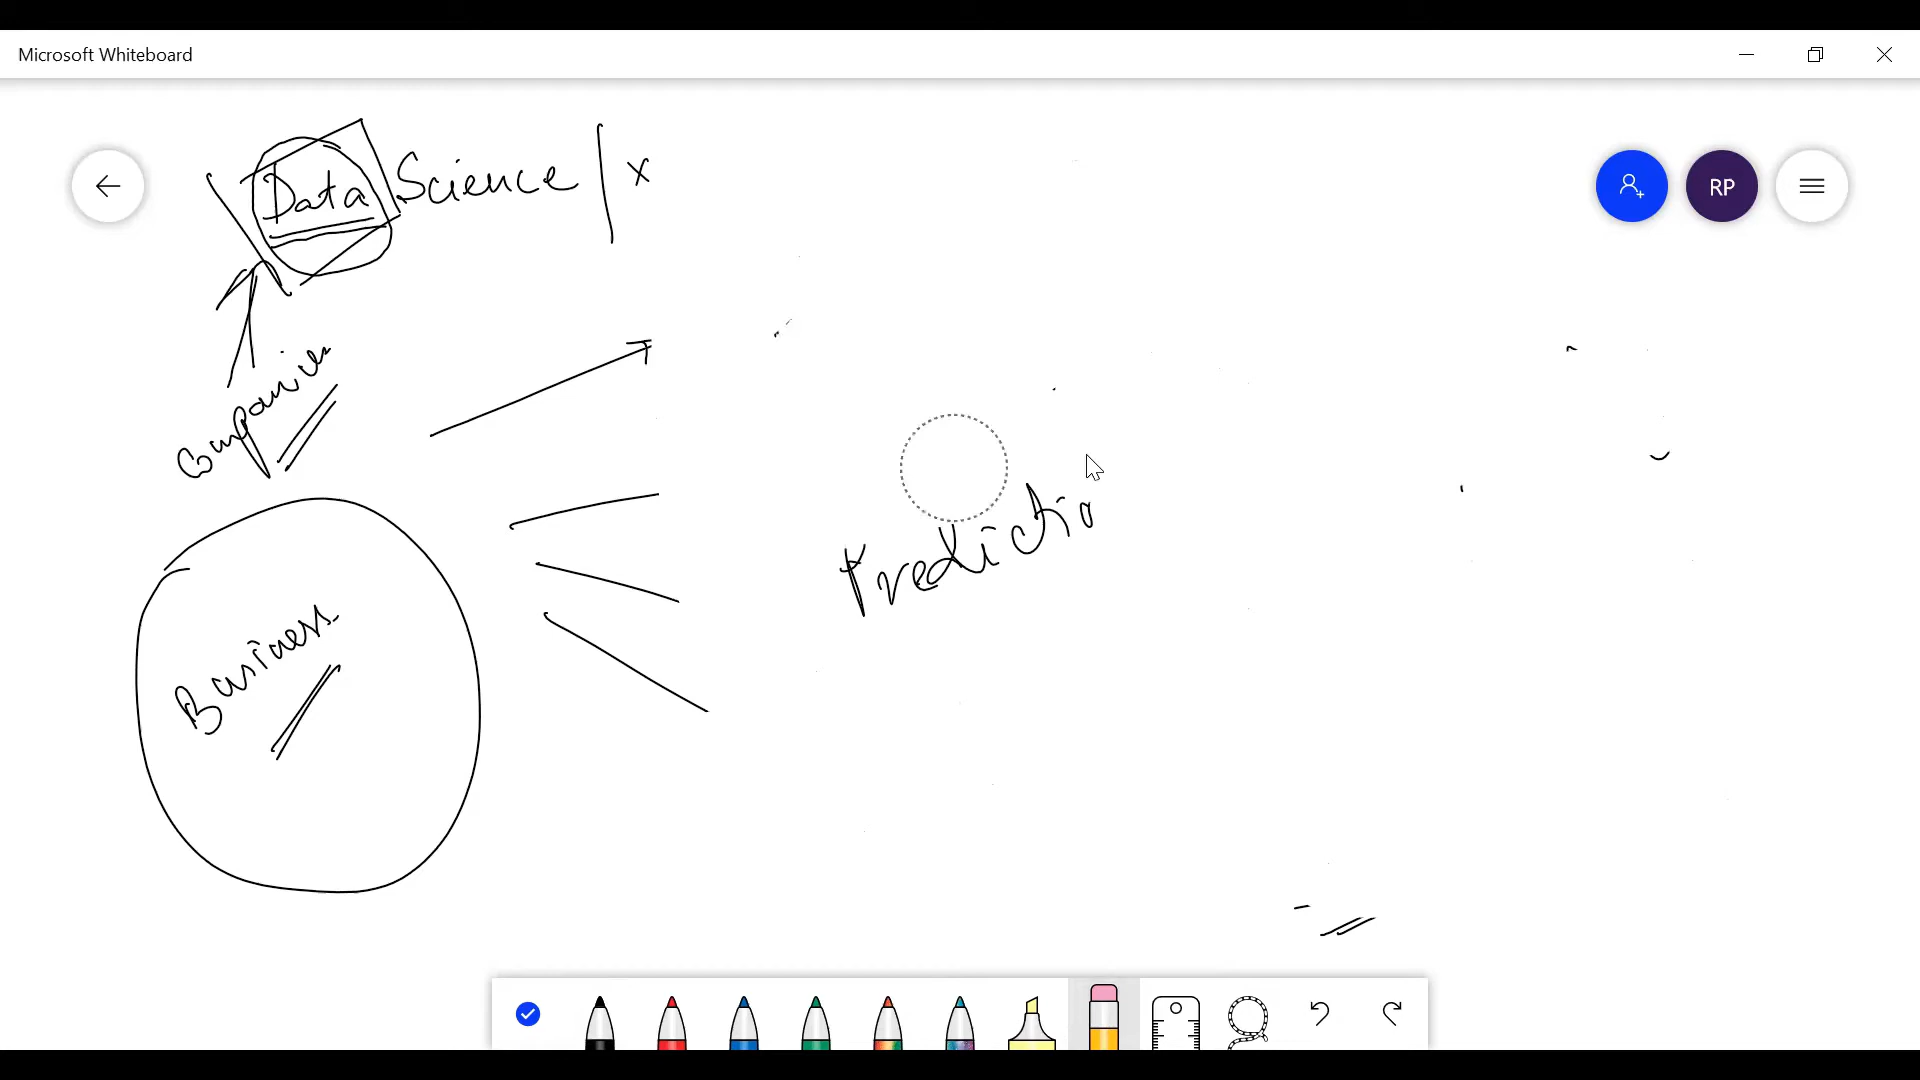 Microsoft Whiteboard
Data Science | x
RP
Companies
Predictio
Business